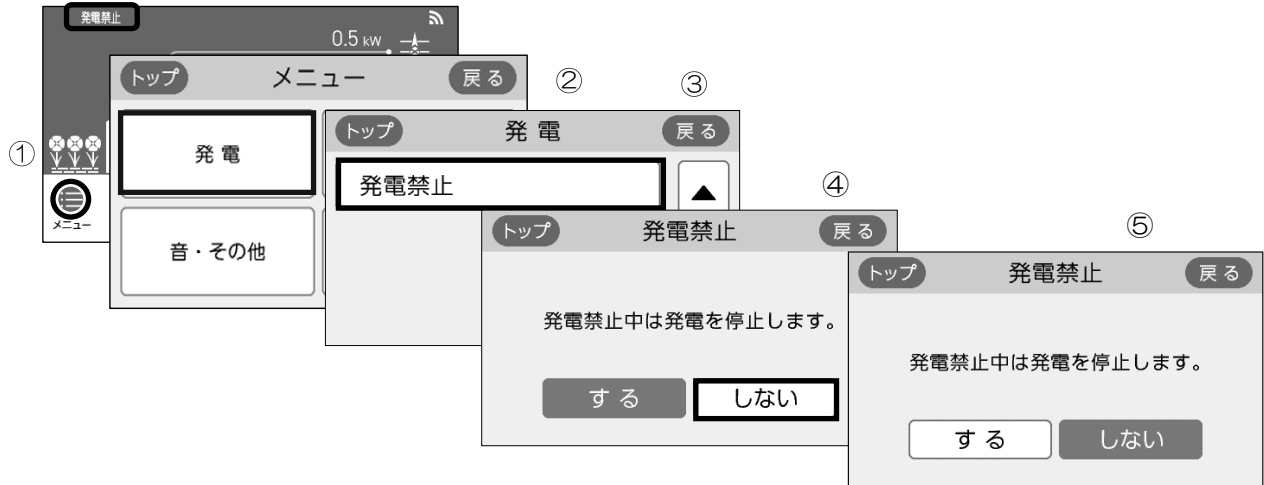 発電禁止
0.5 kW
①
メニュー
トップ メニュー 戻る
発電
音・その他
②
トップ 発電 戻る
発電禁止
▲
③
トップ 発電禁止 戻る
発電禁止中は発電を停止します。
する しない
④
トップ 発電禁止 戻る
発電禁止中は発電を停止します。
する しない
⑤